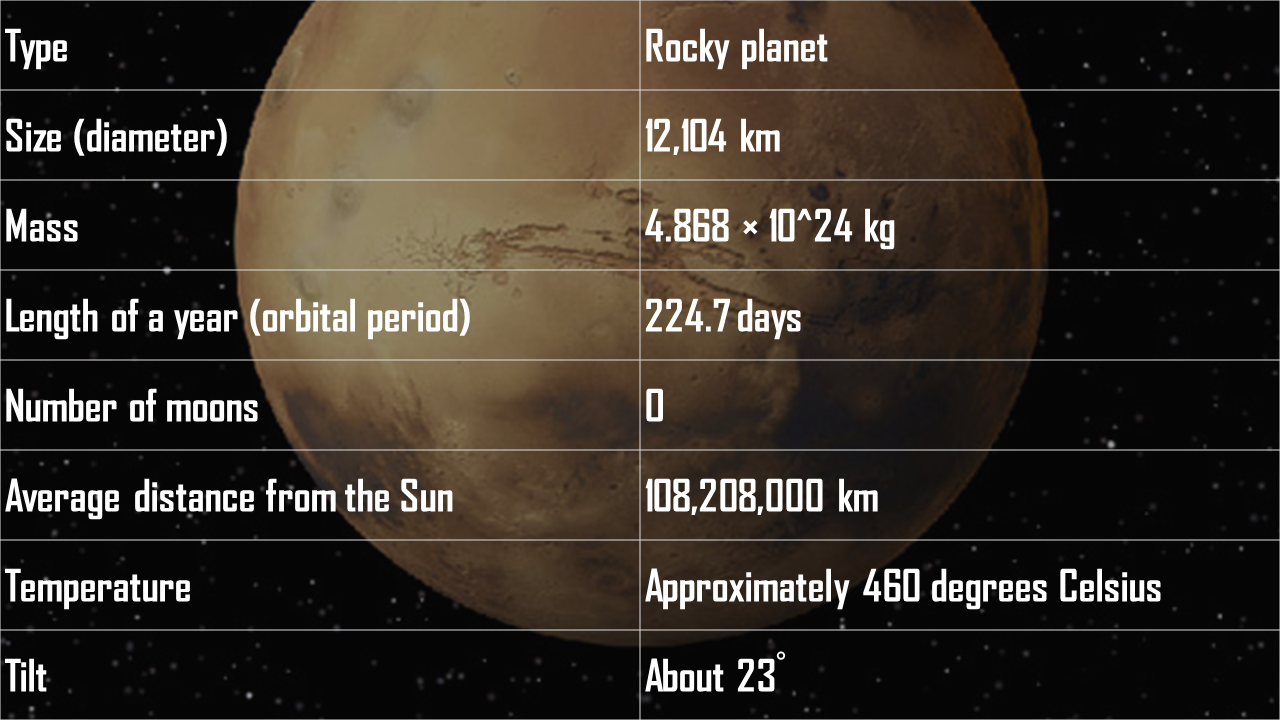 Type Rocky planet
Size (diameter) 12,104 km
Mass 4.868 × 10^24 kg
Length of a year (orbital period) 224.7 days
Number of moons 0
Average distance from the Sun 108,208,000 km
Temperature Approximately 460 degrees Celsius
Tilt About 23°